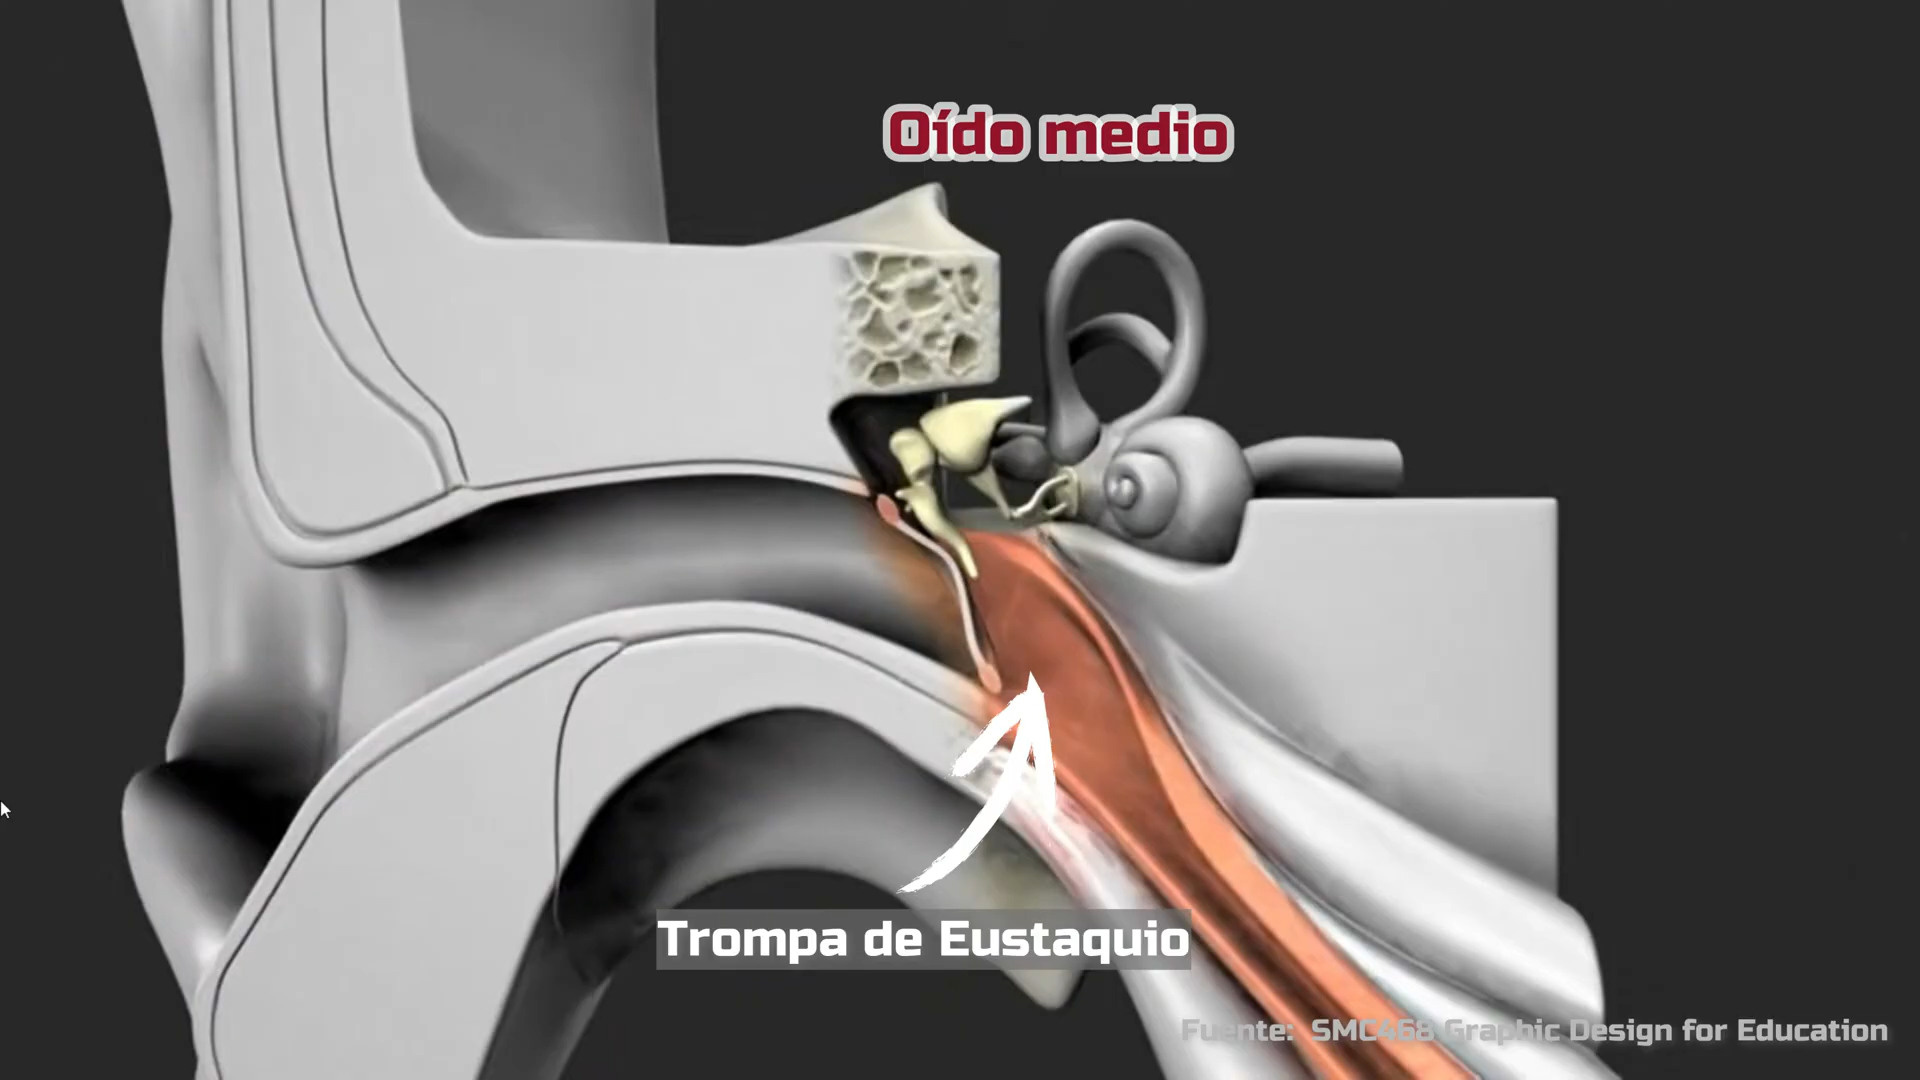 Oído medio
Trompa de Eustaquio
Fuente: SMC468 Graphic Design for Education